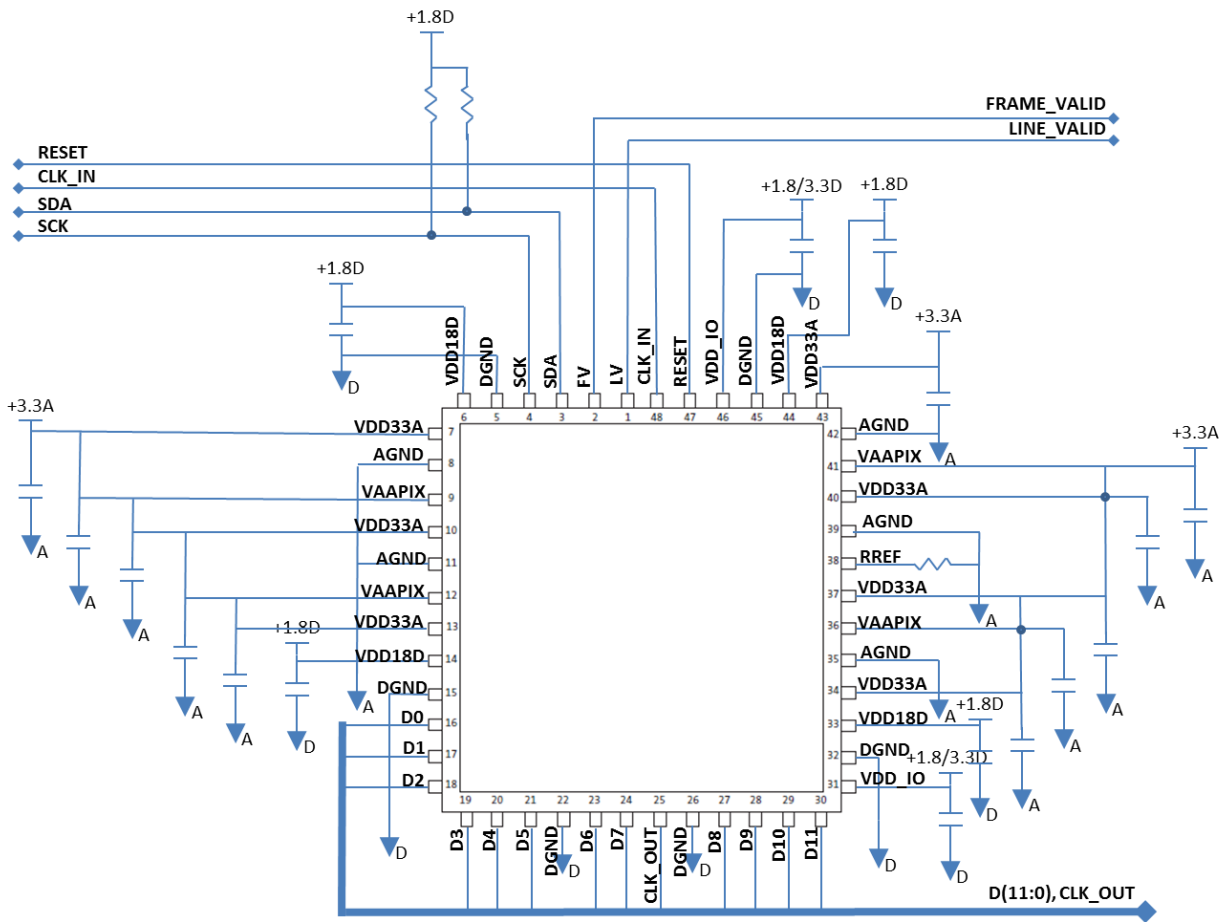 +1.8D
FRAME_VALID
LINE_VALID
RESET
CLK_IN
SDA
SCK
+1.8/3.3D
+1.8D
D
D
+1.8D
D
+3.3A
A
VDD18D
DGND
SCK
SDA
FV
LV
CLK_IN
RESET
VDD_IO
DGND
VDD18D
VDD33A
6
5
4
3
2
1
48
47
46
45
44
43
+3.3A
A
A
A
A
A
VDD33A
7
AGND
8
VAAPIX
9
VDD33A
10
AGND
11
VAAPIX
12
VDD33A
13
+1.8D
VDD18D
14
D
DGND
15
A
D
D0
16
D1
17
D2
18
42
AGND
41
VAAPIX
+3.3A
40
VDD33A
39
AGND
38
RREF
A
A
A
37
VDD33A
36
VAAPIX
35
AGND
A
34
VDD33A
A
A
A
33
VDD18D
+1.8D
D
32
DGND
D
+1.8/3.3D
31
VDD_IO
D
19
20
21
22
23
24
25
26
27
28
29
30
D3
D4
D5
DGND
D
D6
D7
CLK_OUT
DGND
D
D8
D9
D10
D11
D(11:0), CLK_OUT